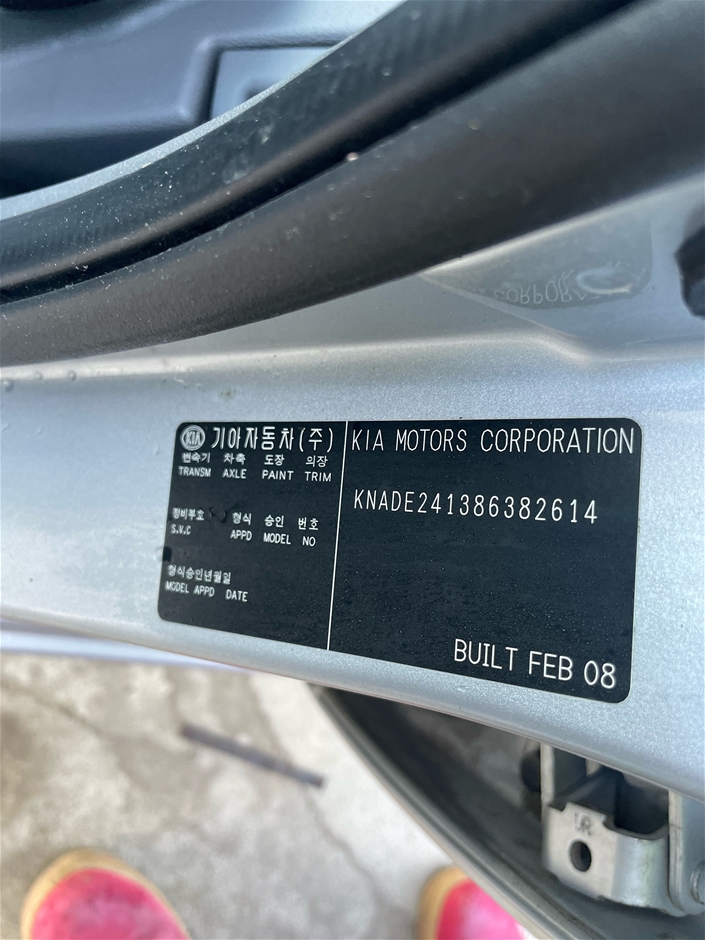 KIA 기아자동차(주)
변속기 차축 도장 의장
TRANSM AXLE PAINT TRIM
정비부호 형식 승인 번호
S.V.C APPD MODEL NO
형식승인년월일
MODEL APPD DATE
KIA MOTORS CORPORATION
KNADE241386382614
BUILT FEB 08
CORPORA
UR